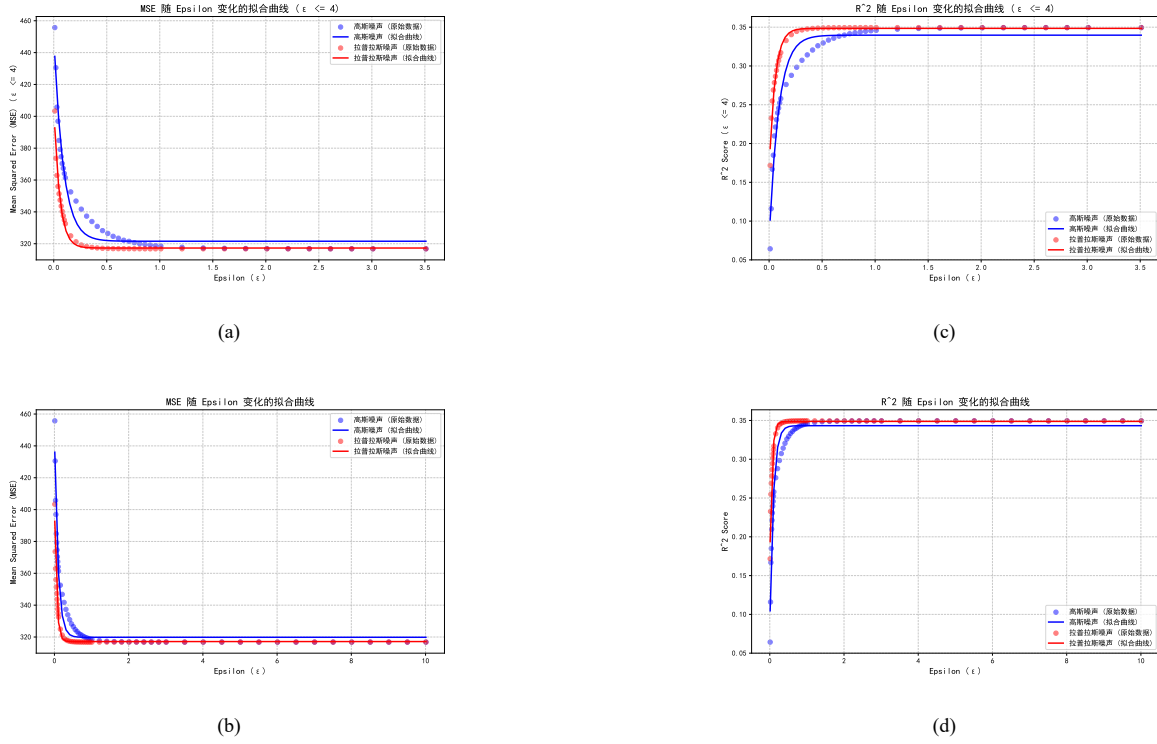 MSE 随 Epsilon 变化的拟合曲线 (ε <= 4)
Mean Squared Error (MSE) (ε <= 4)
460
440
420
400
380
360
340
320
高斯噪声 (原始数据)
高斯噪声 (拟合曲线)
拉普拉斯噪声 (原始数据)
拉普拉斯噪声 (拟合曲线)
0.0 0.5 1.0 1.5 2.0 2.5 3.0 3.5
Epsilon (ε)
(a)
R^2 随 Epsilon 变化的拟合曲线 (ε <= 4)
R^2 Score (ε <= 4)
0.35
0.30
0.25
0.20
0.15
0.10
0.05
高斯噪声 (原始数据)
高斯噪声 (拟合曲线)
拉普拉斯噪声 (原始数据)
拉普拉斯噪声 (拟合曲线)
0.0 0.5 1.0 1.5 2.0 2.5 3.0 3.5
Epsilon (ε)
(c)
MSE 随 Epsilon 变化的拟合曲线
Mean Squared Error (MSE)
460
440
420
400
380
360
340
320
高斯噪声 (原始数据)
高斯噪声 (拟合曲线)
拉普拉斯噪声 (原始数据)
拉普拉斯噪声 (拟合曲线)
0 2 4 6 8 10
Epsilon (ε)
(b)
R^2 随 Epsilon 变化的拟合曲线
R^2 Score
0.35
0.30
0.25
0.20
0.15
0.10
0.05
高斯噪声 (原始数据)
高斯噪声 (拟合曲线)
拉普拉斯噪声 (原始数据)
拉普拉斯噪声 (拟合曲线)
0 2 4 6 8 10
Epsilon (ε)
(d)